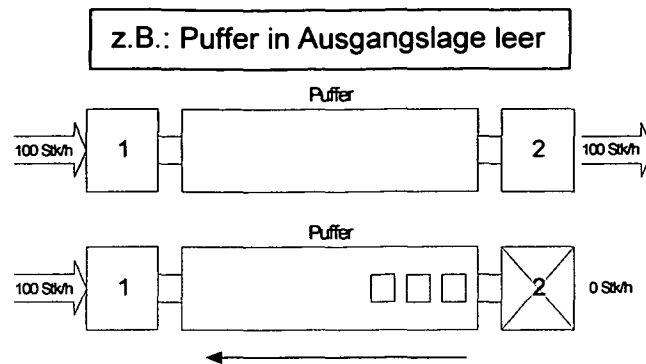 z.B.: Puffer in Ausgangslage leer
Puffer
100 Stk/h 1 2 100 Stk/h
Puffer
100 Stk/h 1 2 0 Stk/h